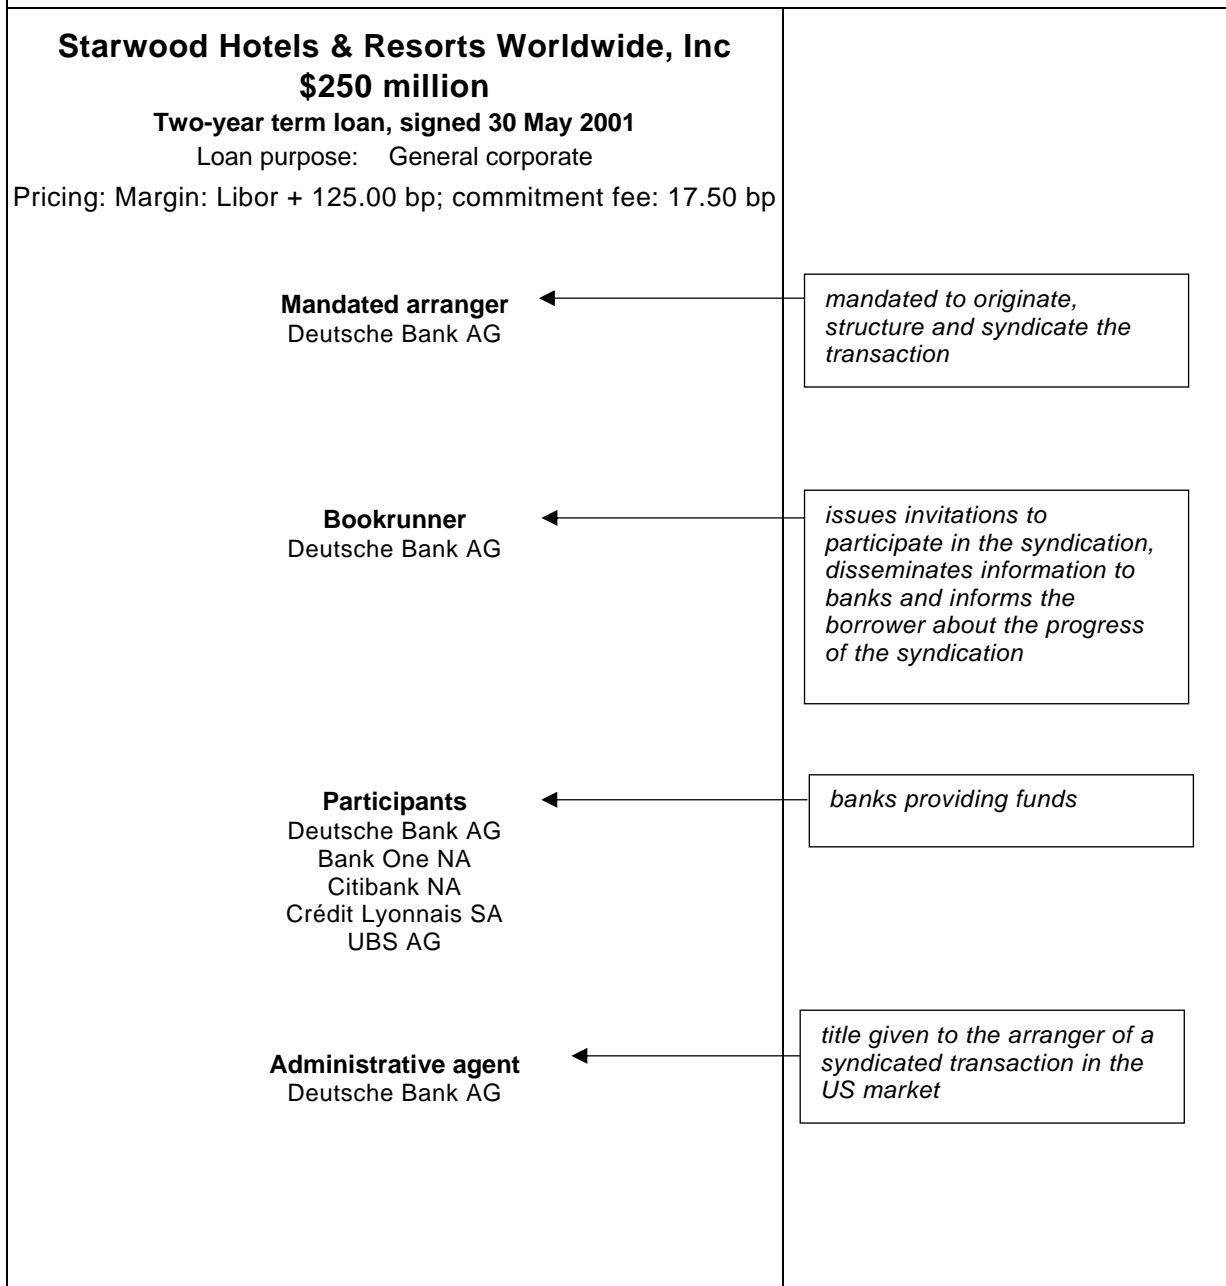 Starwood Hotels & Resorts Worldwide, Inc
$250 million
Two-year term loan, signed 30 May 2001
Loan purpose: General corporate
Pricing: Margin: Libor + 125.00 bp; commitment fee: 17.50 bp
Mandated arranger
Deutsche Bank AG
mandated to originate,
structure and syndicate the
transaction
Bookrunner
Deutsche Bank AG
issues invitations to
participate in the syndication,
disseminates information to
banks and informs the
borrower about the progress
of the syndication
Participants
Deutsche Bank AG
Bank One NA
Citibank NA
Crédit Lyonnais SA
UBS AG
banks providing funds
Administrative agent
Deutsche Bank AG
title given to the arranger of a
syndicated transaction in the
US market